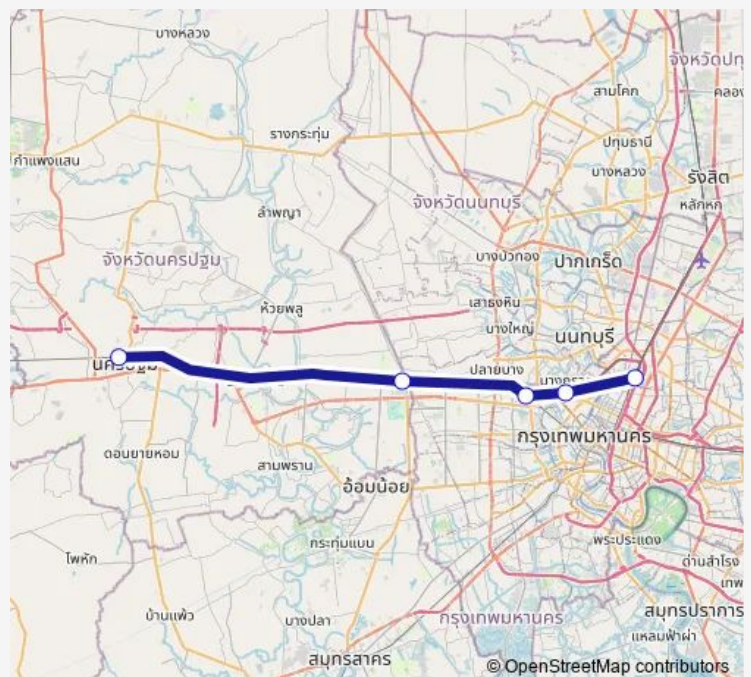 บางหลวง
จังหวัดปทุ
คลอง
สามโคก
รางกระทุ่ม
ปทุมธานี
กำแพงแสน
บางหลวง
รังสิต
จังหวัดนนทบุรี
หลักหก
ลำพญา
บางบัวทอง
ปากเกร็ด
จังหวัดนครปฐม
เสาธงหิน
ห้วยพลู
บางใหญ่
นนทบุรี
นครปฐม
ปลายบาง
กรุงเทพมหานคร
ดอนยายหอม
สามพราน
อ้อมน้อย
กระทุ่มแบน
พระประแดง
โพหัก
ด่านสำโรง
เทพ
บ้านแพ้ว
บางปลา
กรุงเทพมหานคร
สมุทรปราการ
แหลมฟ้าผ่า
สมุทรสาคร
© OpenStreetMap contributors